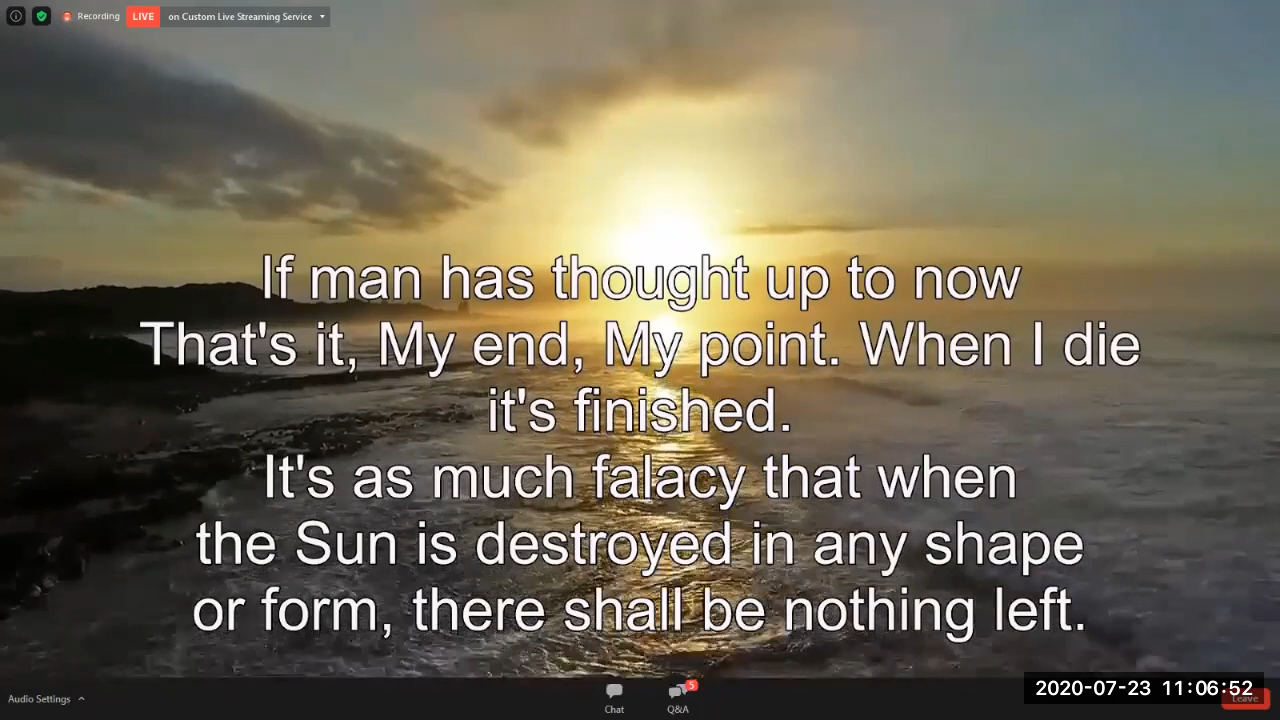 Recording LIVE on Custom Live Streaming Service
If man has thought up to now
That's it, My end, My point. When I die
it's finished.
It's as much falacy that when
the Sun is destroyed in any shape
or form, there shall be nothing left.
2020-07-23 11:06:52
5
Audio Settings Chat Q&A Leave